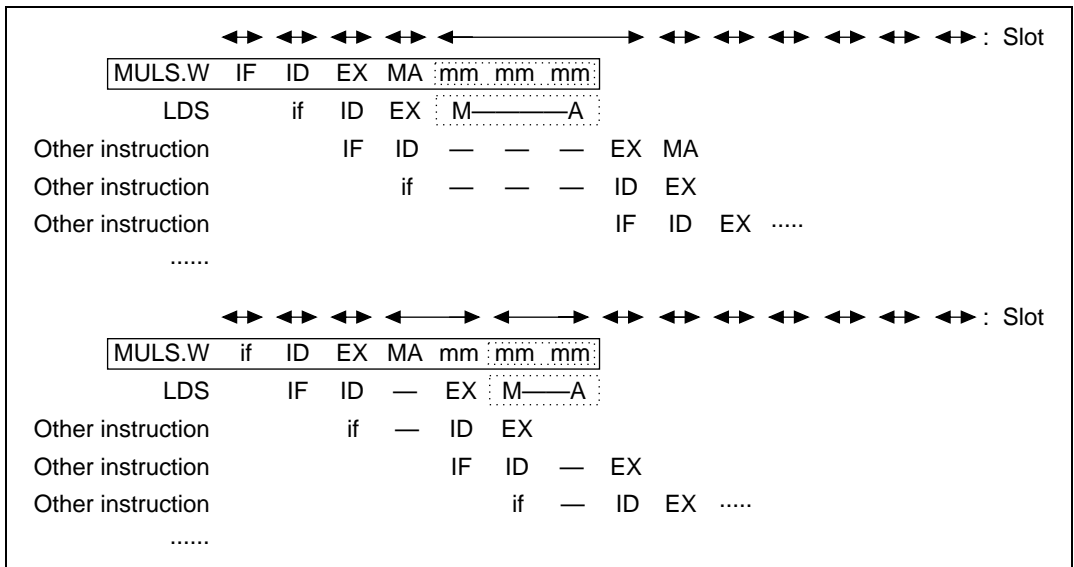 : Slot
MULS.W IF ID EX MA mm mm mm
LDS if ID EX M———A
Other instruction IF ID — — — EX MA
Other instruction if — — — ID EX
Other instruction IF ID EX .....
......
: Slot
MULS.W if ID EX MA mm mm mm
LDS IF ID — EX M——A
Other instruction if — ID EX
Other instruction IF ID — EX
Other instruction if — ID EX .....
......